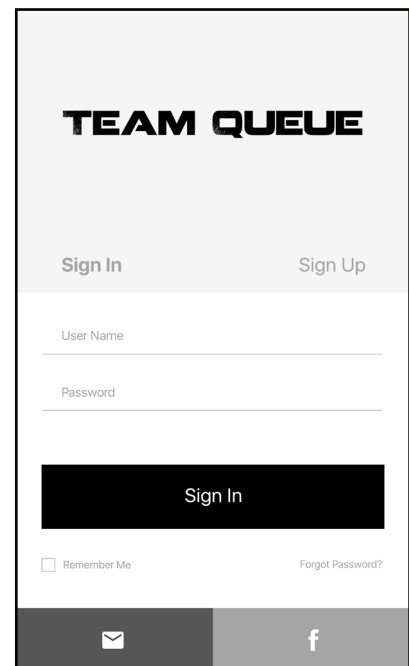 TEAM QUEUE
Sign In Sign Up
User Name
Password
Sign In
Remember Me Forgot Password?
f